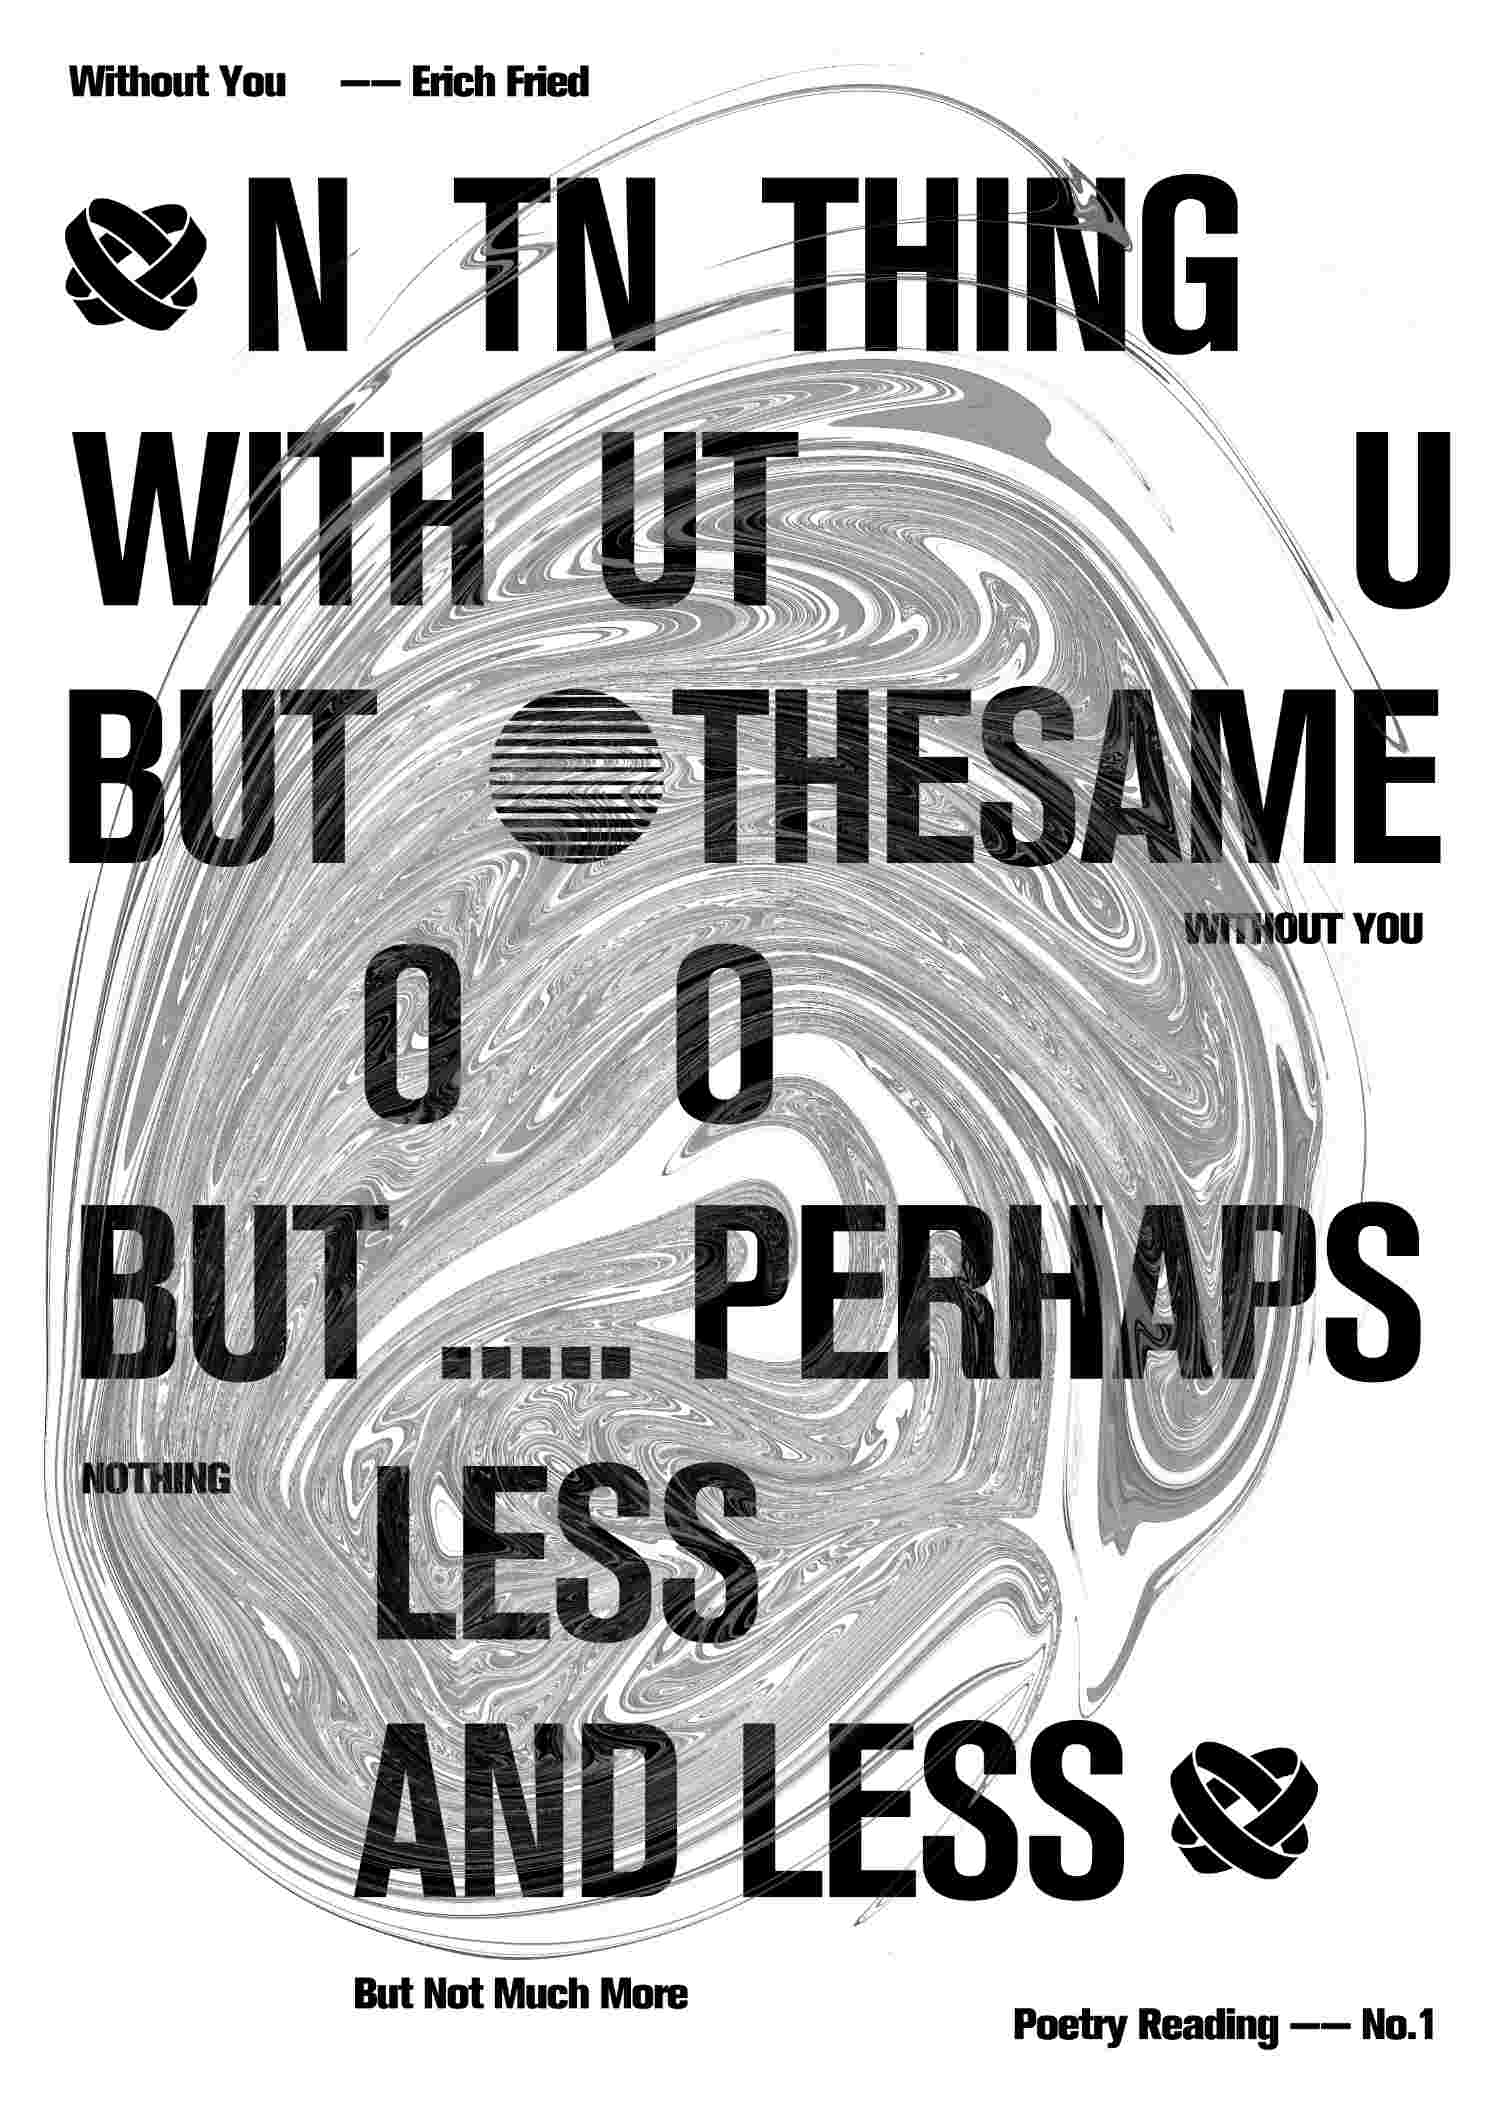 Without You —— Erich Fried
N TN THING
WITH UT U
BUT THESAME
WITHOUT YOU
O O
BUT ..... PERHAPS
NOTHING
LESS
AND LESS
But Not Much More
Poetry Reading —— No.1